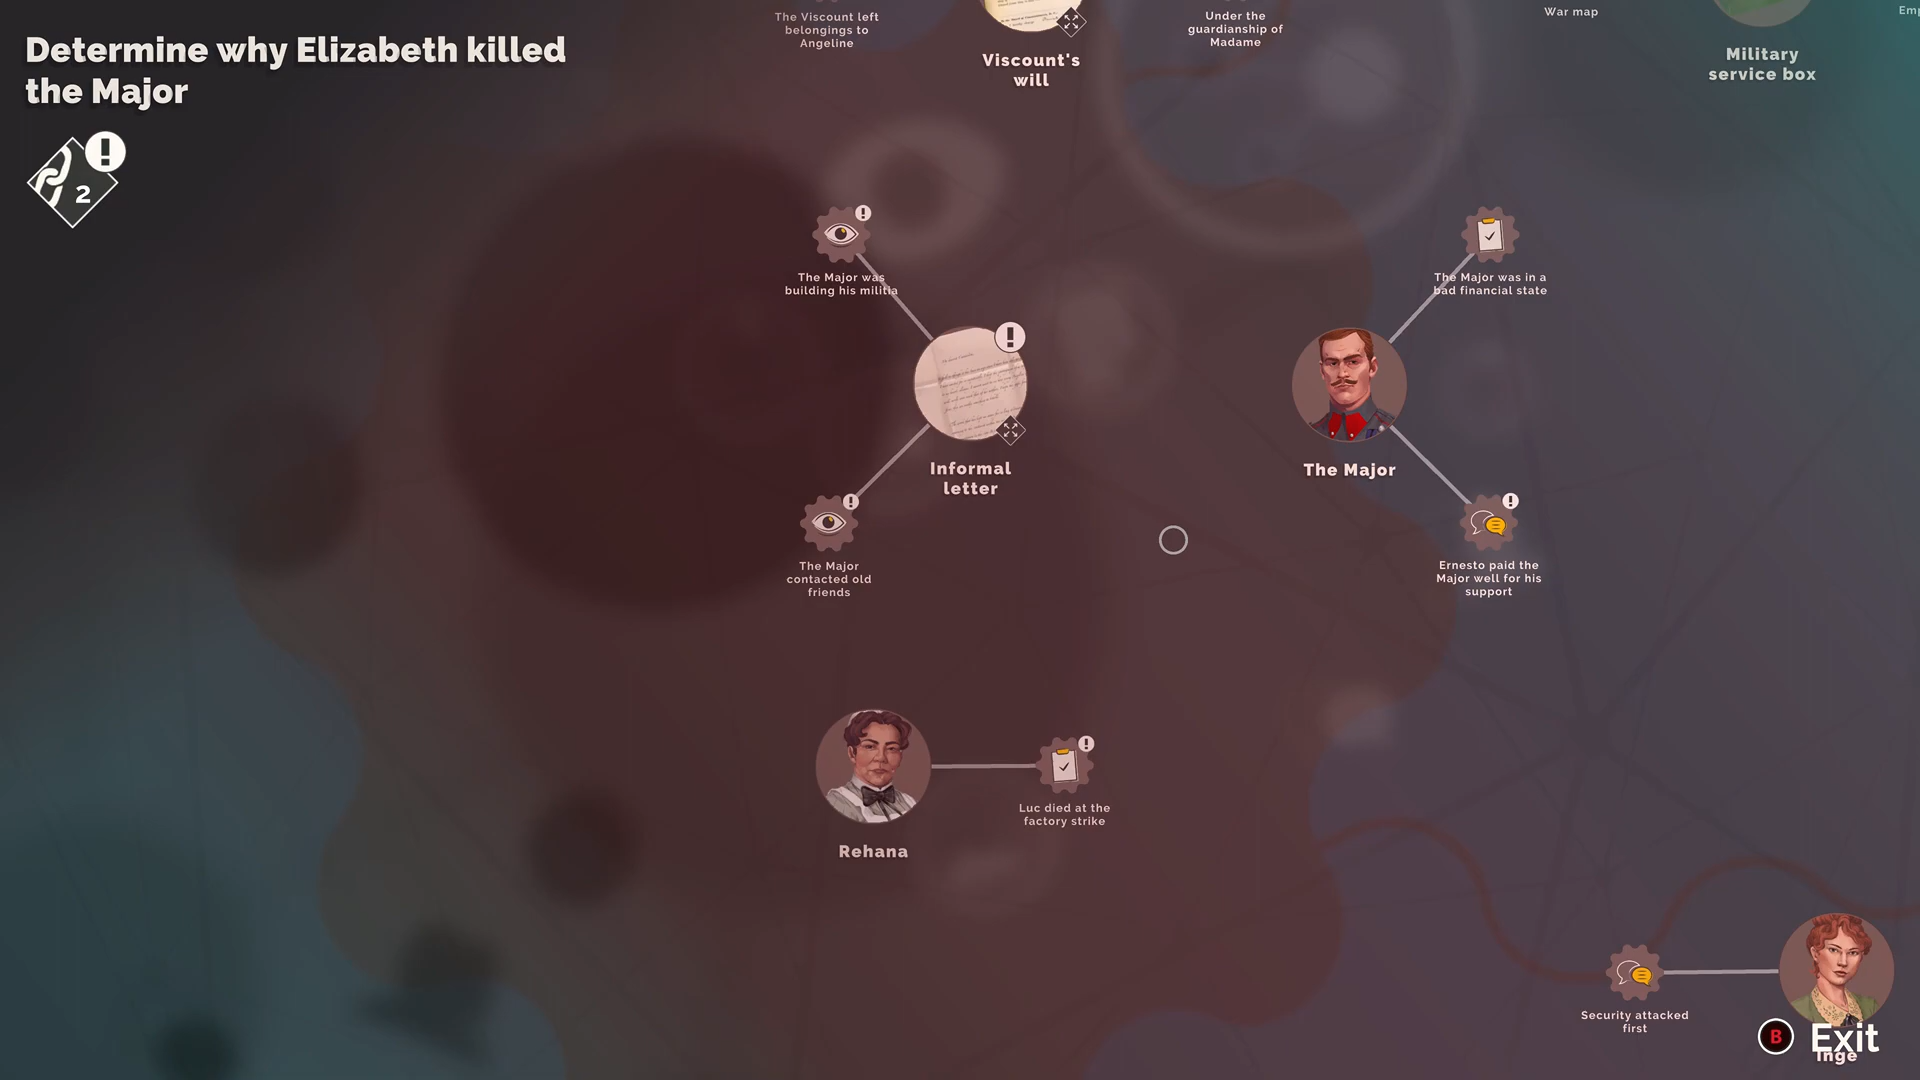 The Viscount left
belongings to
Angeline
Viscount's
will
Under the
guardianship of
Madame
War map
Military
service box
Determine why Elizabeth killed
the Major
2
The Major was
building his militia
The Major was in a
bad financial state
Informal
letter
The Major
The Major
contacted old
friends
Ernesto paid the
Major well for his
support
Rehana
Luc died at the
factory strike
Security attacked
first
B Exit
Inge